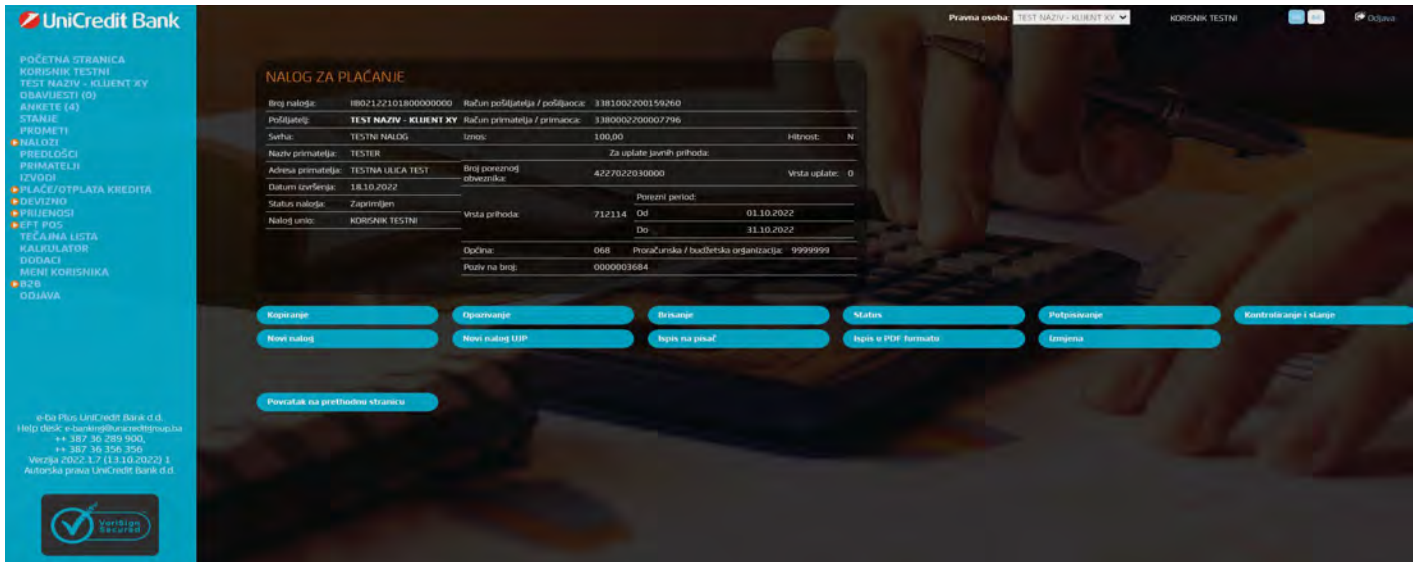 UniCredit Bank
Pravna osoba: TEST NAZIV - KLIJENT XY KORISNIK TESTNI Odjava
POČETNA STRANICA
KORISNIK TESTNI
TEST NAZIV - KLIJENT XY
OBAVIJESTI (0)
ANKETE (4)
STANJE
PROMETI
NALOZI
PREDLOŠCI
PRIMATELJI
IZVODI
PLAĆE/OTPLATA KREDITA
DEVIZNO
PRIJENOSI
EFT POS
TEČAJNA LISTA
KALKULATOR
DODACI
MENI KORISNIKA
B2B
ODJAVA
NALOG ZA PLAĆANJE
Broj naloga: IIB02122101800000000 Račun pošiljatelja / pošiljaoca: 3381002200159260
Pošiljatelj: TEST NAZIV - KLIJENT XY Račun primatelja / primaoca: 3380002200007796
Svrha: TESTNI NALOG Iznos: 100,00 Hitnost: N
Naziv primatelja: TESTER Za uplate javnih prihoda:
Adresa primatelja: TESTNA ULICA TEST Broj poreznog obveznika: 4227022030000 Vrsta uplate: 0
Datum izvršenja: 18.10.2022 Porezni period:
Status naloga: Zaprimljen Vrsta prihoda: 712114 Od 01.10.2022
Nalog unio: KORISNIK TESTNI Do 31.10.2022
Općina: 068 Proračunska / budžetska organizacija: 9999999
Poziv na broj: 0000003684
Kopiranje Opozivanje Brisanje Status Potpisivanje Kontroliranje i slanje
Novi nalog Novi nalog UJP Ispis na pisač Ispis u PDF formatu Izmjena
Povratak na prethodnu stranicu
e-ba Plus UniCredit Bank d.d.
Help desk: e-banking@unicreditgroup.ba
++ 387 36 289 900,
++ 387 36 356 356
Verzija 2022.1.7 (13.10.2022) 1
Autorska prava UniCredit Bank d.d.
VeriSign
Secured